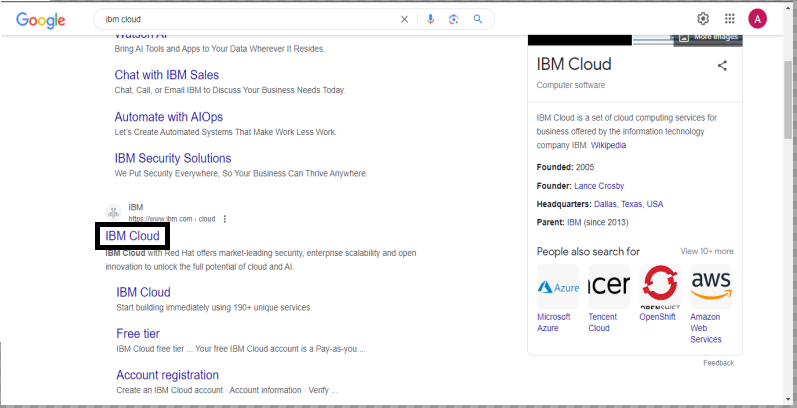 Google
ibm cloud
A
Watson AI
Bring AI Tools and Apps to Your Data Wherever It Resides.
Chat with IBM Sales
Chat, Call, or Email IBM to Discuss Your Business Needs Today.
Automate with AIOps
Let's Create Automated Systems That Make Work Less Work.
IBM Security Solutions
We Put Security Everywhere, So Your Business Can Thrive Anywhere.
IBM
https://www.ibm.com › cloud
IBM Cloud
IBM Cloud with Red Hat offers market-leading security, enterprise scalability and open
innovation to unlock the full potential of cloud and AI.
IBM Cloud
Start building immediately using 190+ unique services.
Free tier
IBM Cloud free tier ... Your free IBM Cloud account is a Pay-as-you ...
Account registration
Create an IBM Cloud account · Account information · Verify ...
More images
IBM Cloud
Computer software
IBM Cloud is a set of cloud computing services for
business offered by the information technology
company IBM. Wikipedia
Founded: 2005
Founder: Lance Crosby
Headquarters: Dallas, Texas, USA
Parent: IBM (since 2013)
People also search for
View 10+ more
Azure
ncer
OPENSHIFT
aws
Microsoft
Azure
Tencent
Cloud
OpenShift
Amazon
Web
Services
Feedback